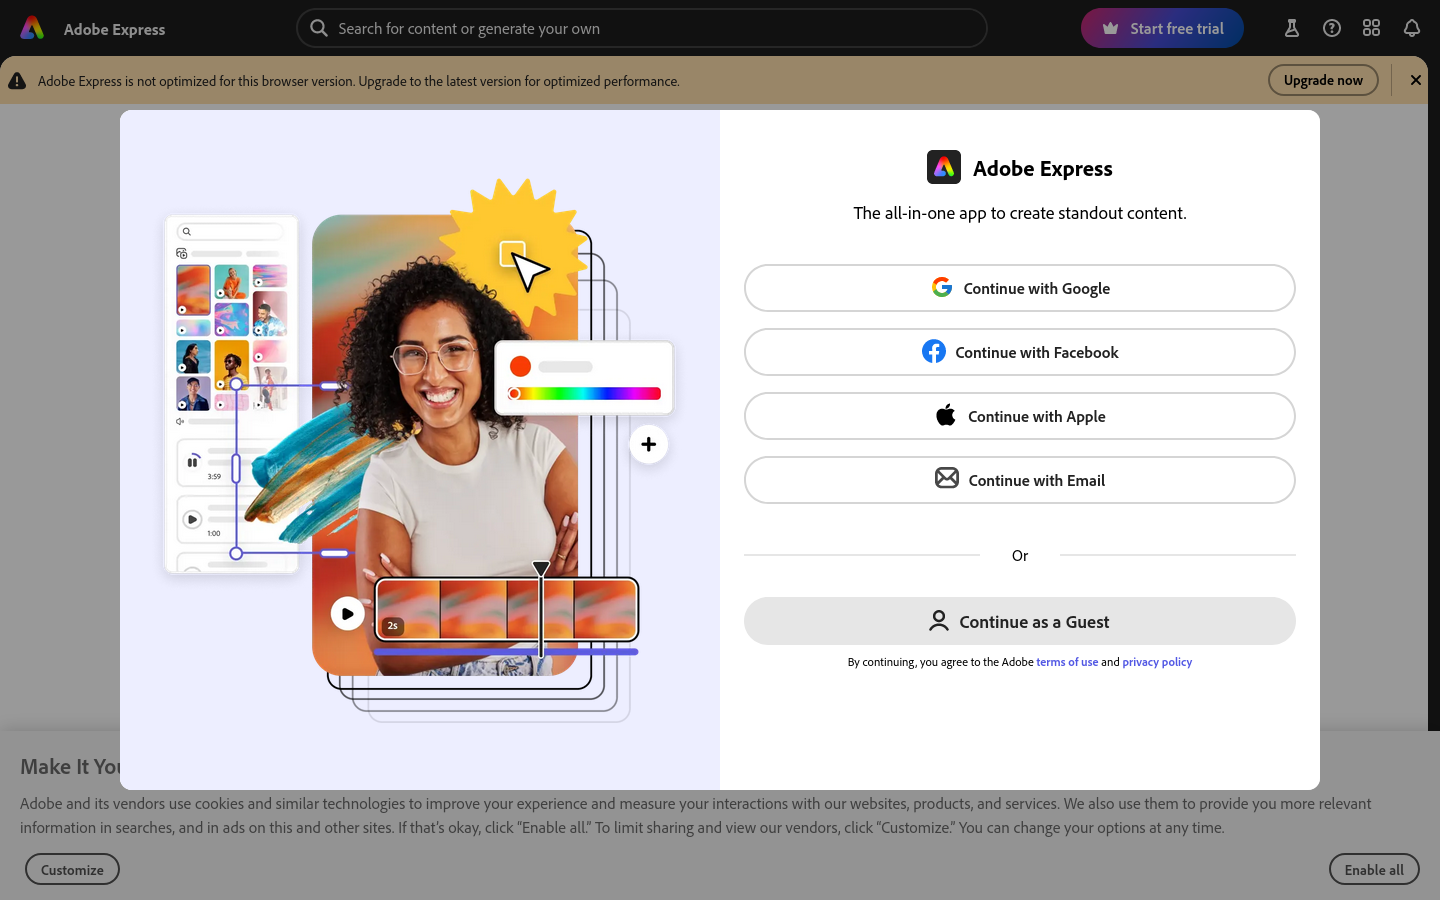 Adobe Express
Search for content or generate your own
Start free trial
Adobe Express is not optimized for this browser version. Upgrade to the latest version for optimized performance.
Upgrade now
3:59
1:00
2s
Adobe Express
The all-in-one app to create standout content.
Continue with Google
Continue with Facebook
Continue with Apple
Continue with Email
Or
Continue as a Guest
By continuing, you agree to the Adobe terms of use and privacy policy
Make It
Adobe and its vendors use cookies and similar technologies to improve your experience and measure your interactions with our websites, products, and services. We also use them to provide you more relevant
information in searches, and in ads on this and other sites. If that’s okay, click “Enable all.” To limit sharing and view our vendors, click “Customize.” You can change your options at any time.
Customize
Enable all